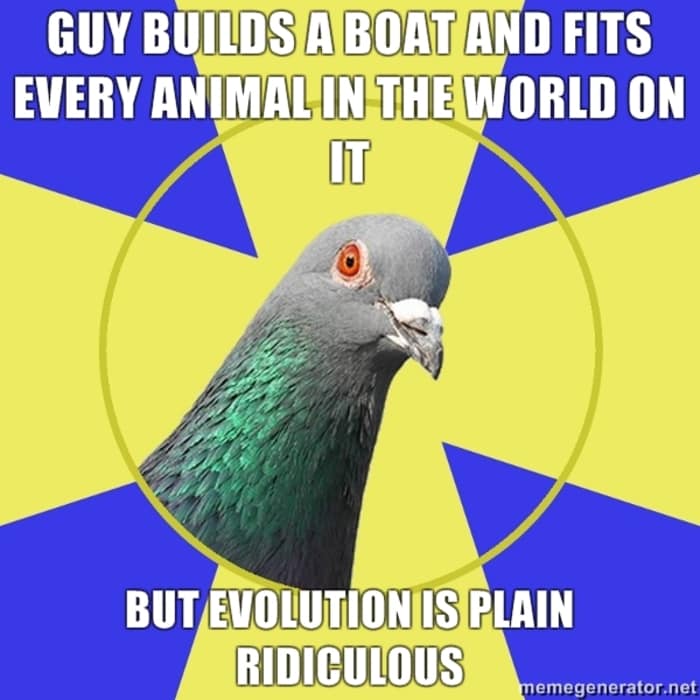 GUY BUILDS A BOAT AND FITS
EVERY ANIMAL IN THE WORLD ON
IT
BUT EVOLUTION IS PLAIN
RIDICULOUS
memegenerator.net